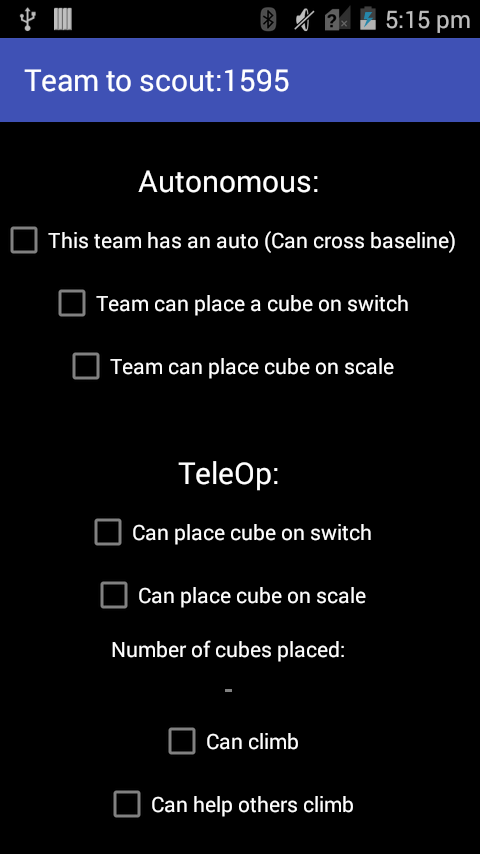 5:15 pm
Team to scout:1595
Autonomous:
This team has an auto (Can cross baseline)
Team can place a cube on switch
Team can place cube on scale
TeleOp:
Can place cube on switch
Can place cube on scale
Number of cubes placed:
-
Can climb
Can help others climb